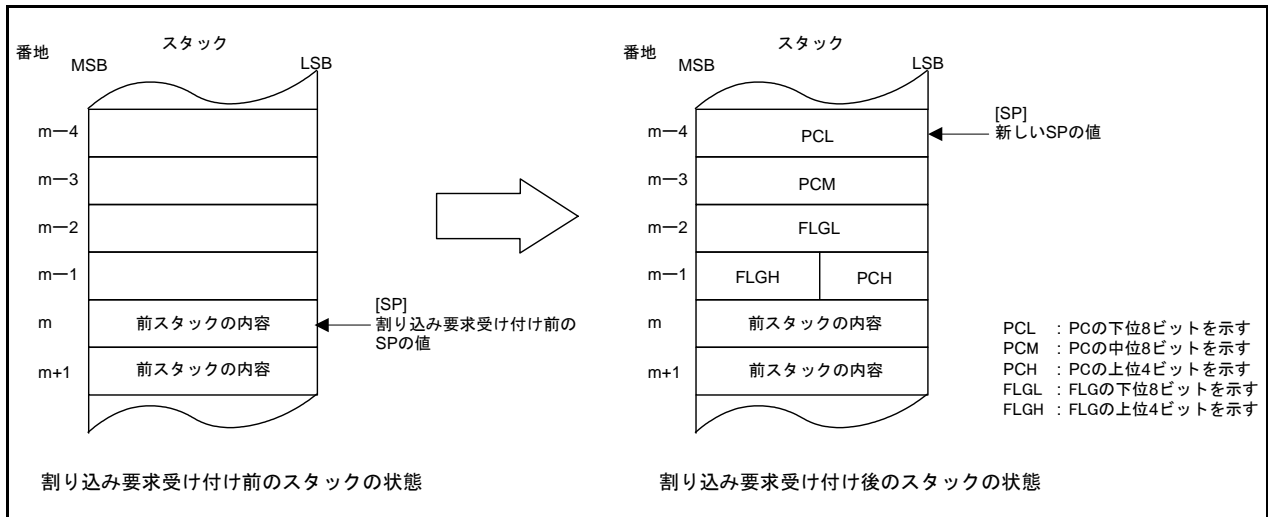 番地
スタック
MSB
LSB
m-4
m-3
m-2
m-1
m
前スタックの内容
m+1
前スタックの内容
[SP]
割り込み要求受け付け前の
SPの値
割り込み要求受け付け前のスタックの状態
番地
スタック
MSB
LSB
m-4
PCL
m-3
PCM
m-2
FLGL
m-1
FLGH
PCH
m
前スタックの内容
m+1
前スタックの内容
[SP]
新しいSPの値
PCL : PCの下位8ビットを示す
PCM : PCの中位8ビットを示す
PCH : PCの上位4ビットを示す
FLGL : FLGの下位8ビットを示す
FLGH : FLGの上位4ビットを示す
割り込み要求受け付け後のスタックの状態